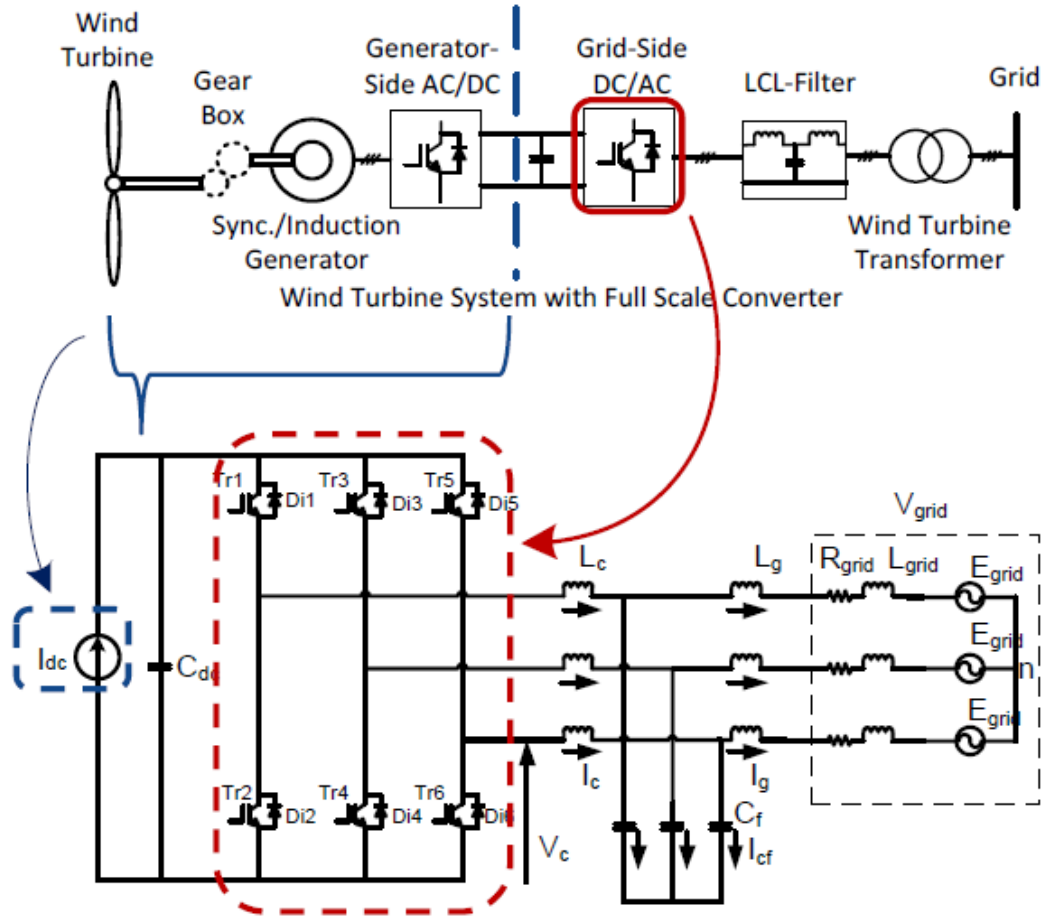 Wind
Turbine
Gear
Box
Generator-
Side AC/DC
Grid-Side
DC/AC
LCL-Filter
Grid
Sync./Induction
Generator
Wind Turbine
Transformer
Wind Turbine System with Full Scale Converter
Tr1
Di1
Tr3
Di3
Tr5
Di5
Idc
Cdc
Tr2
Di2
Tr4
Di4
Tr6
Di6
Lc
Lg
Vgrid
Rgrid
Lgrid
Egrid
Egrid
n
Egrid
Ic
Ig
Vc
Cf
Icf